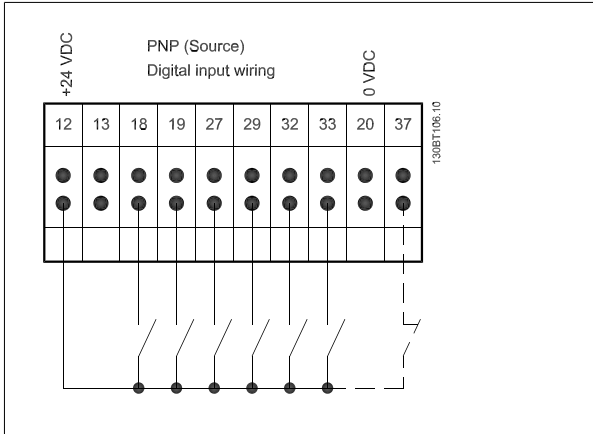 +24 VDC
PNP (Source)
Digital input wiring
0 VDC
12 13 18 19 27 29 32 33 20 37
130BT106.10